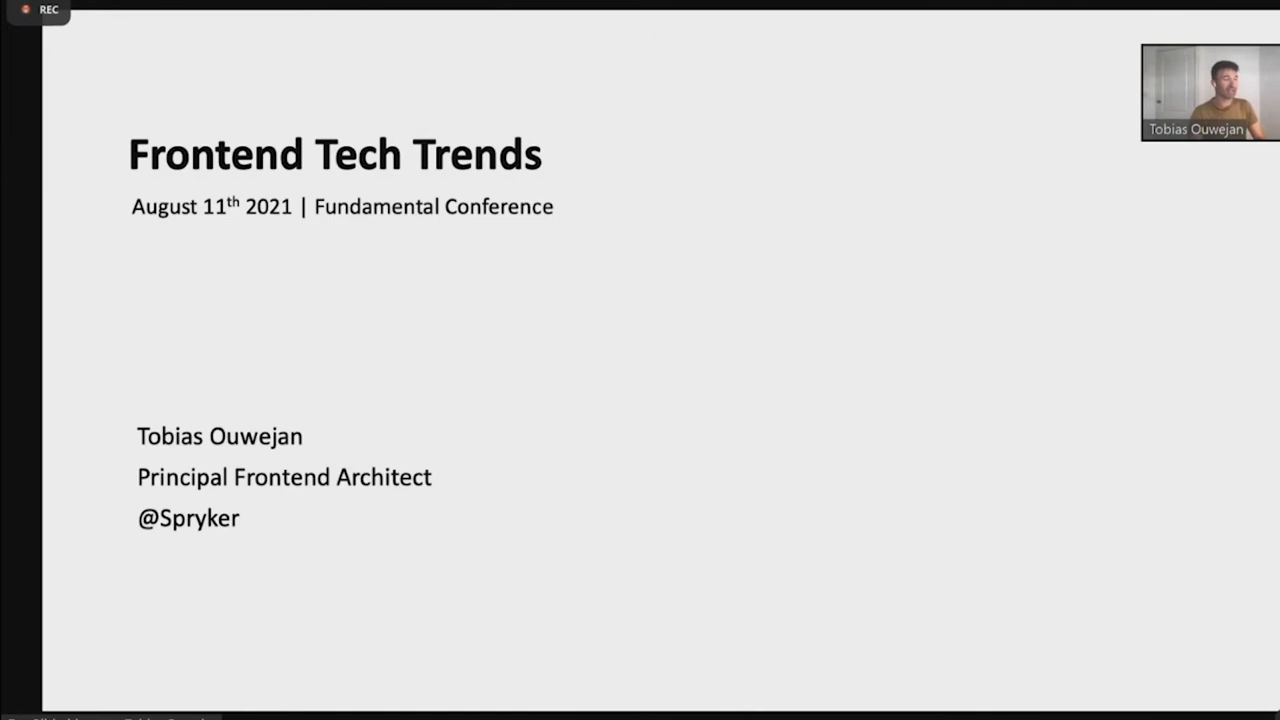 REC
Frontend Tech Trends
August 11th 2021 | Fundamental Conference
Tobias Ouwejan
Tobias Ouwejan
Principal Frontend Architect
@Spryker